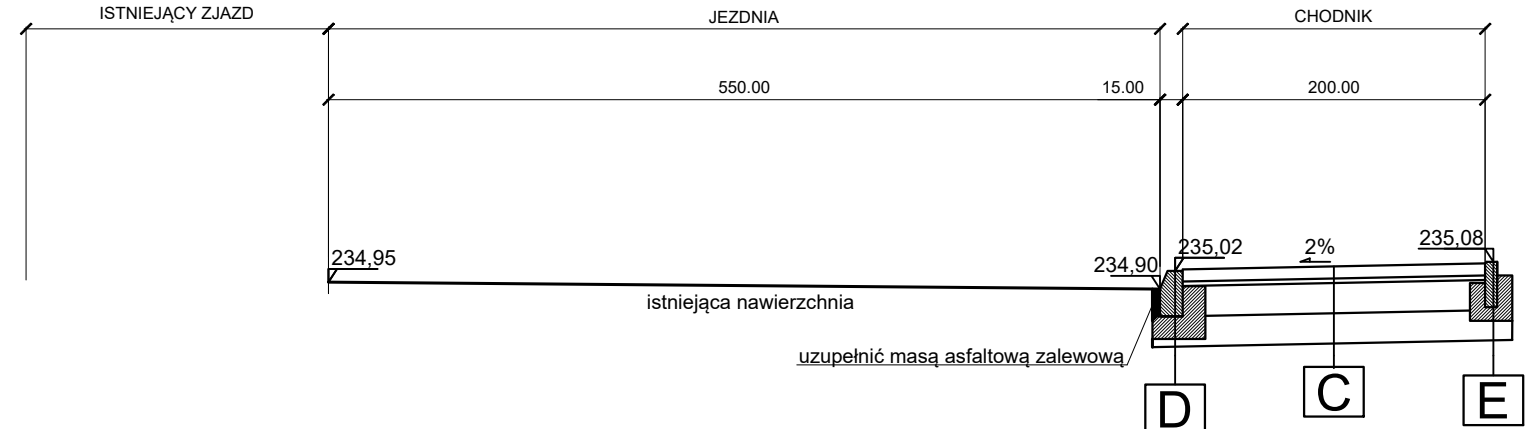 ISTNIEJĄCY ZJAZD JEZDNIA CHODNIK
550.00 15.00 200.00
234,95 234,90 235,02 2% 235,08
istniejąca nawierzchnia
uzupełnić masą asfaltową zalewową
D C E